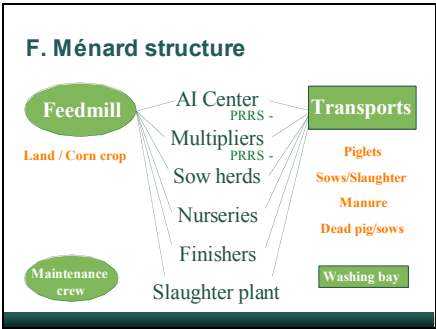 F. Ménard structure
Feedmill
Land / Corn crop
Maintenance
crew
AI Center
PRRS -
Multipliers
PRRS -
Sow herds
Nurseries
Finishers
Slaughter plant
Transports
Piglets
Sows/Slaughter
Manure
Dead pig/sows
Washing bay